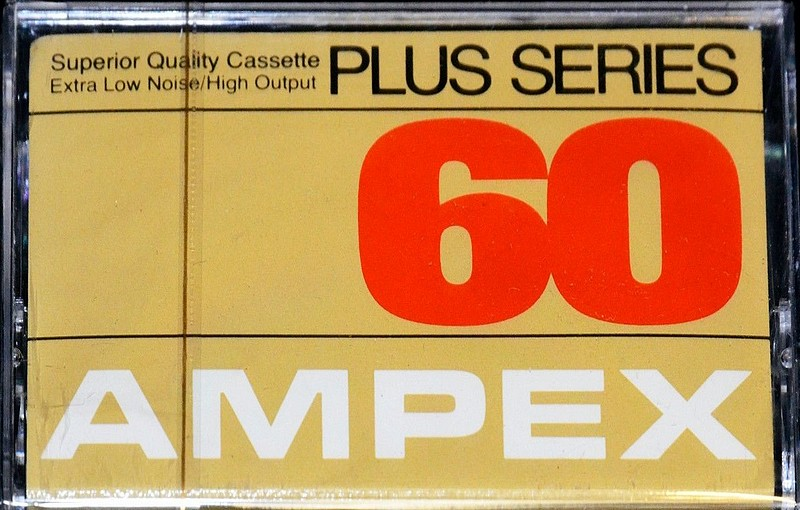 Superior Quality Cassette PLUS SERIES
Extra Low Noise/High Output
60
AMPEX